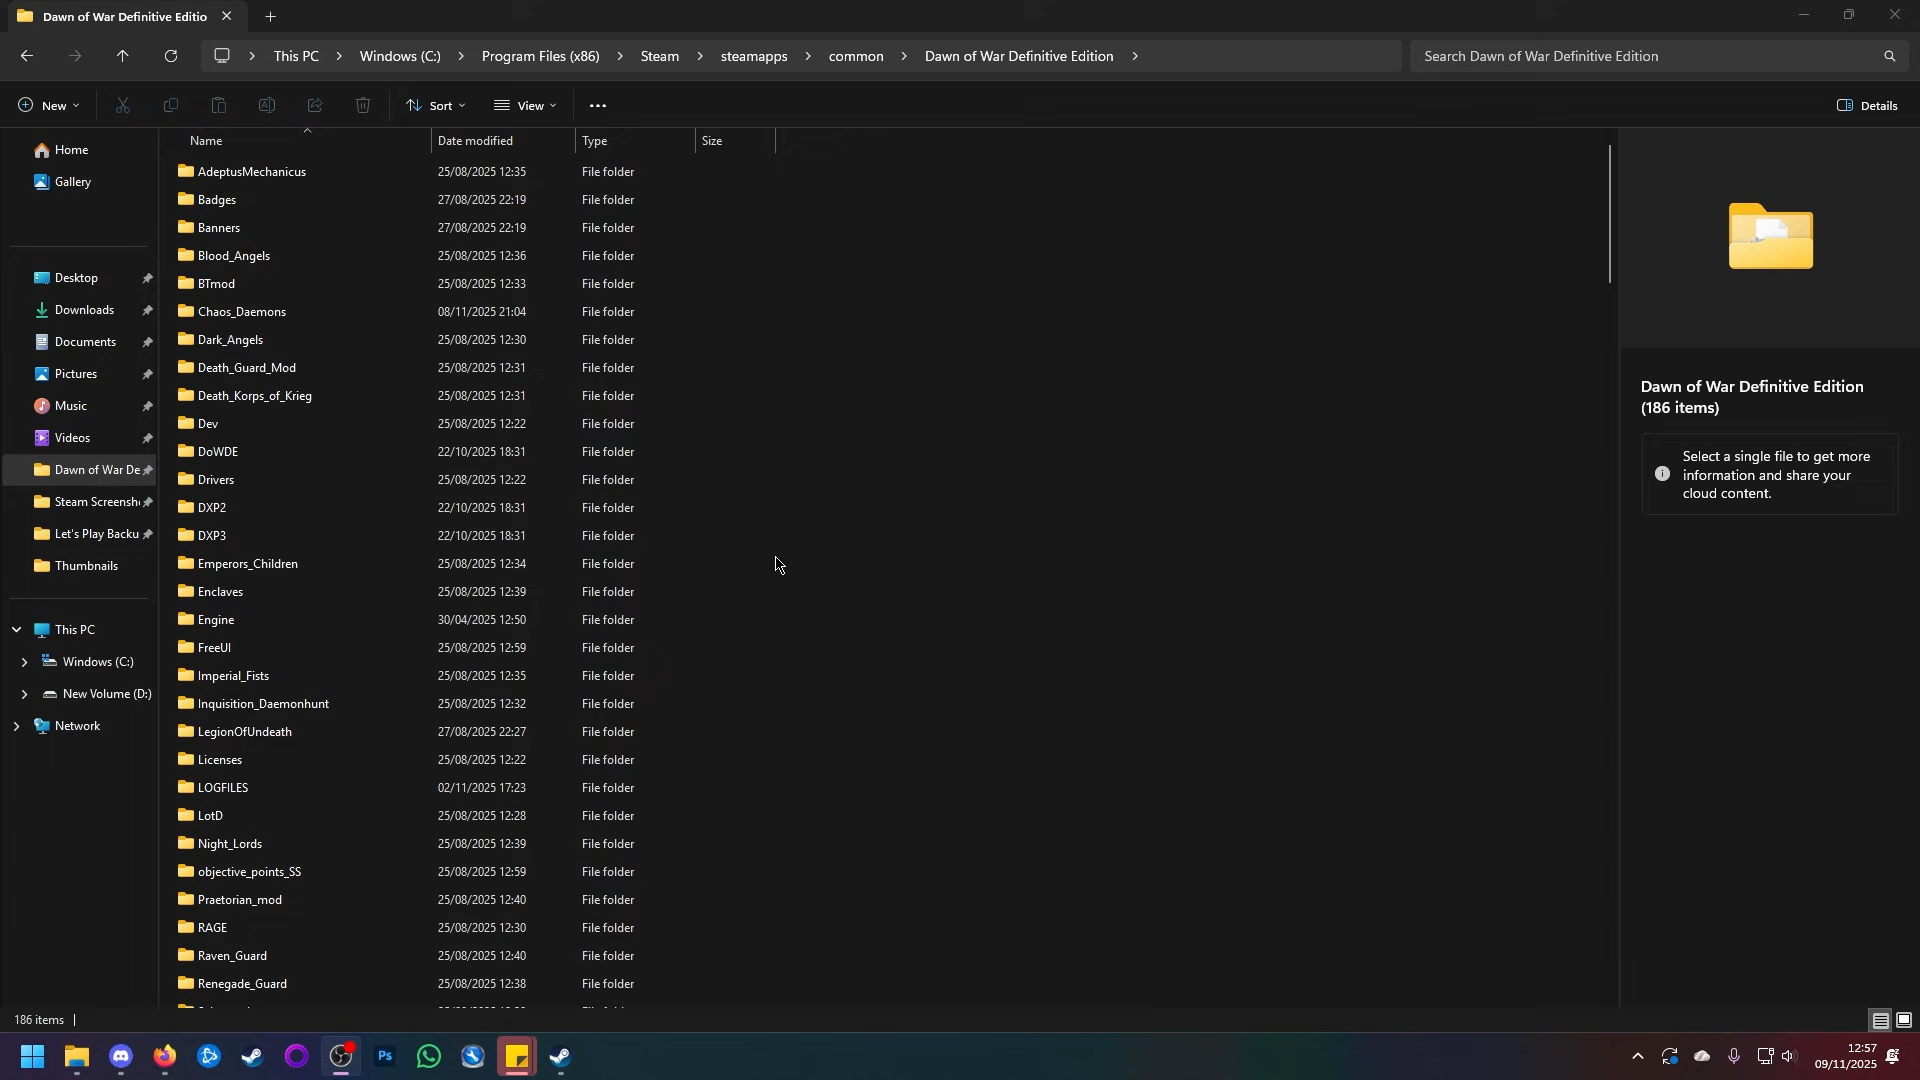 Dawn of War Definitive Editio
This PC
Windows (C:)
Program Files (x86)
Steam
steamapps
common
Dawn of War Definitive Edition
Search Dawn of War Definitive Edition
New
Sort
View
Details
Home
Gallery
Desktop
Downloads
Documents
Pictures
Music
Videos
Dawn of War De
Steam Screensh
Let's Play Backu
Thumbnails
This PC
Windows (C:)
New Volume (D:)
Network
Name Date modified Type Size
AdeptusMechanicus 25/08/2025 12:35 File folder
Badges 27/08/2025 22:19 File folder
Banners 27/08/2025 22:19 File folder
Blood_Angels 25/08/2025 12:36 File folder
BTmod 25/08/2025 12:33 File folder
Chaos_Daemons 08/11/2025 21:04 File folder
Dark_Angels 25/08/2025 12:30 File folder
Death_Guard_Mod 25/08/2025 12:31 File folder
Death_Korps_of_Krieg 25/08/2025 12:31 File folder
Dev 25/08/2025 12:22 File folder
DoWDE 22/10/2025 18:31 File folder
Drivers 25/08/2025 12:22 File folder
DXP2 22/10/2025 18:31 File folder
DXP3 22/10/2025 18:31 File folder
Emperors_Children 25/08/2025 12:34 File folder
Enclaves 25/08/2025 12:39 File folder
Engine 30/04/2025 12:50 File folder
FreeUI 25/08/2025 12:59 File folder
Imperial_Fists 25/08/2025 12:35 File folder
Inquisition_Daemonhunt 25/08/2025 12:32 File folder
LegionOfUndeath 27/08/2025 22:27 File folder
Licenses 25/08/2025 12:22 File folder
LOGFILES 02/11/2025 17:23 File folder
LotD 25/08/2025 12:28 File folder
Night_Lords 25/08/2025 12:39 File folder
objective_points_SS 25/08/2025 12:59 File folder
Praetorian_mod 25/08/2025 12:40 File folder
RAGE 25/08/2025 12:30 File folder
Raven_Guard 25/08/2025 12:40 File folder
Renegade_Guard 25/08/2025 12:38 File folder
Dawn of War Definitive Edition
(186 items)
Select a single file to get more
information and share your
cloud content.
186 items
Ps
12:57
09/11/2025